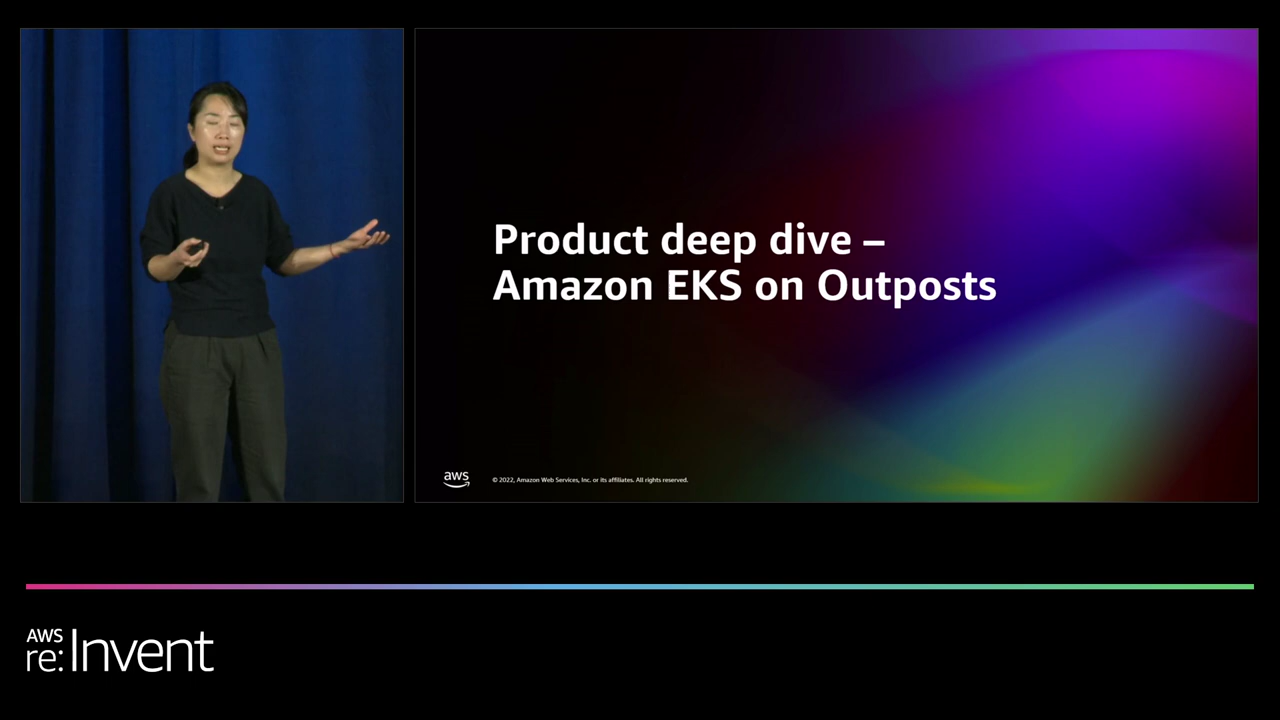 Product deep dive –
Amazon EKS on Outposts
aws
© 2022, Amazon Web Services, Inc. or its affiliates. All rights reserved.
AWS
re:Invent